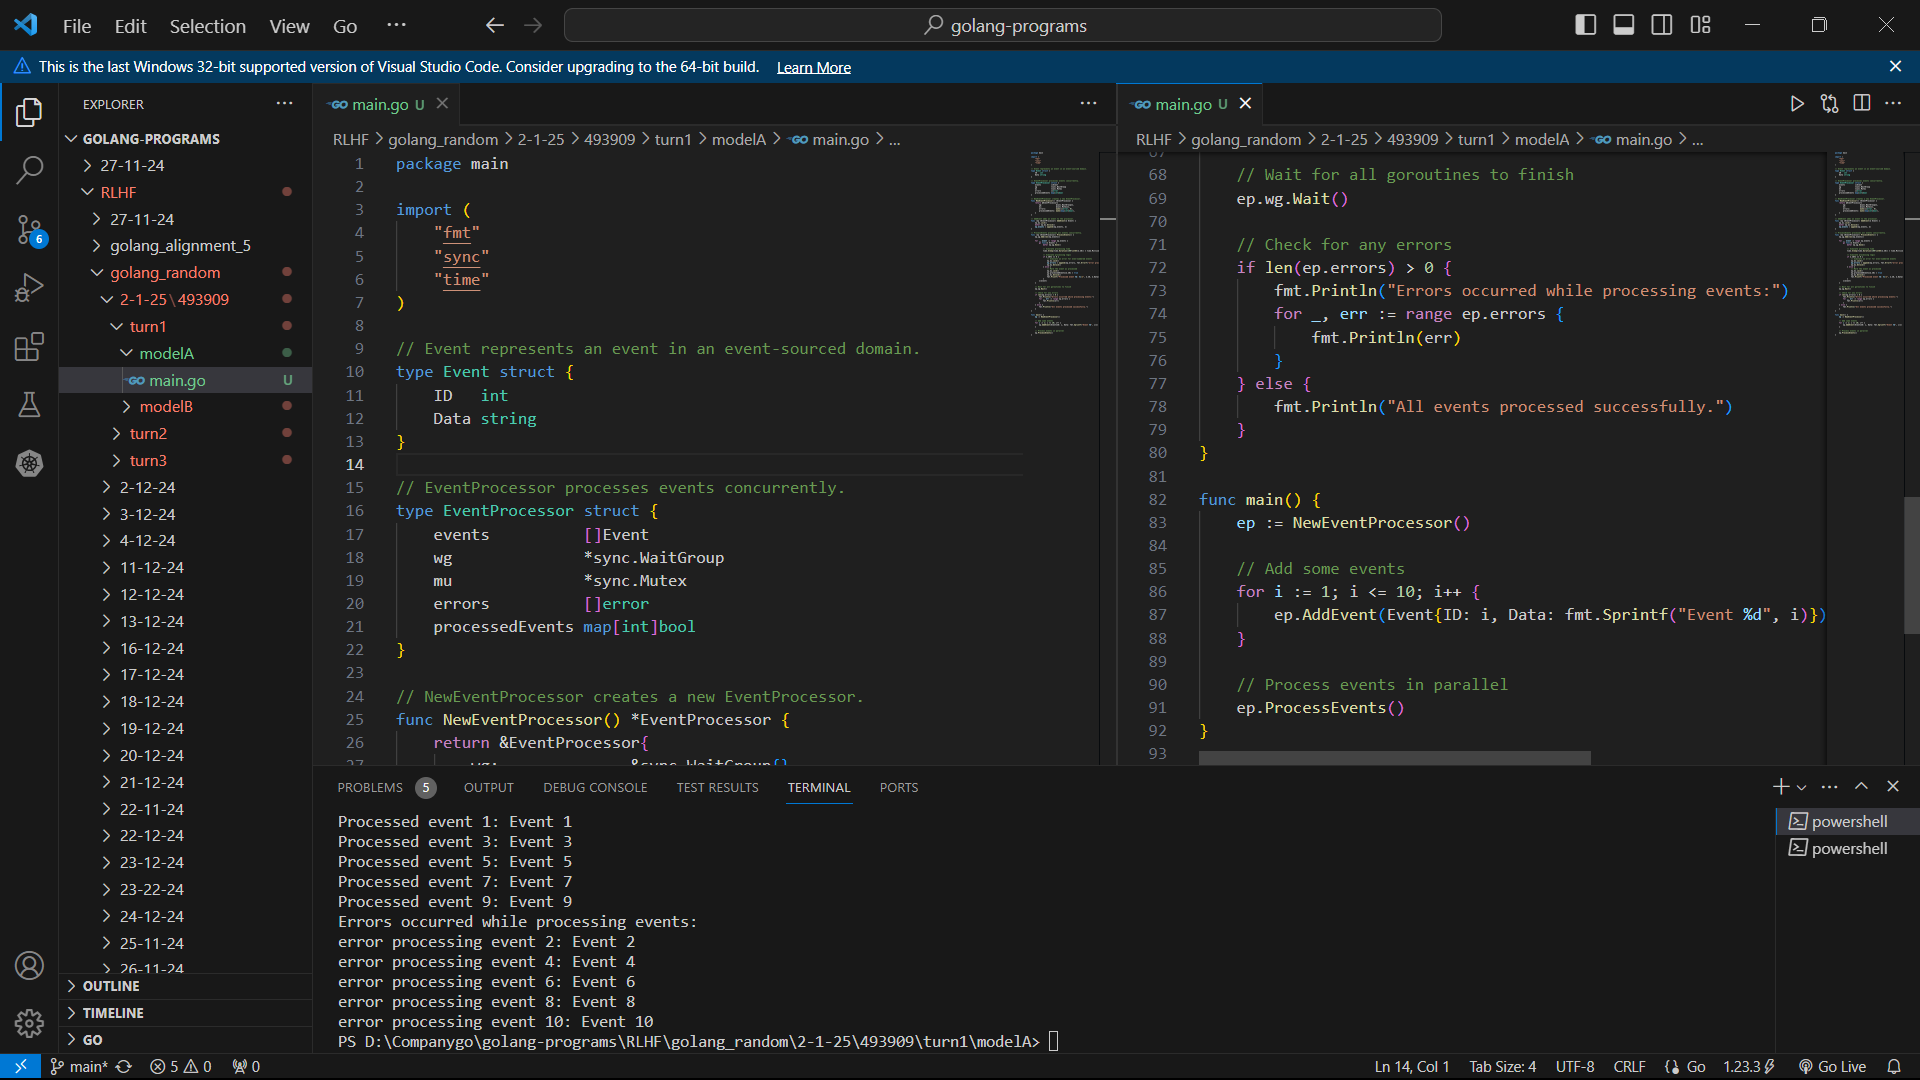 File Edit Selection View Go ··· golang-programs
This is the last Windows 32-bit supported version of Visual Studio Code. Consider upgrading to the 64-bit build. Learn More
EXPLORER
GOLANG-PROGRAMS
27-11-24
RLHF
27-11-24
golang_alignment_5
golang_random
2-1-25\493909
turn1
modelA
main.go U
modelB
turn2
turn3
2-12-24
3-12-24
4-12-24
11-12-24
12-12-24
13-12-24
16-12-24
17-12-24
18-12-24
19-12-24
20-12-24
21-12-24
22-11-24
22-12-24
23-12-24
23-22-24
24-12-24
25-11-24
26-11-24
OUTLINE
TIMELINE
GO
6
main.go U
RLHF > golang_random > 2-1-25 > 493909 > turn1 > modelA > main.go > ...
1 package main
2
3 import (
4 "fmt"
5 "sync"
6 "time"
7 )
8
9 // Event represents an event in an event-sourced domain.
10 type Event struct {
11 ID int
12 Data string
13 }
14
15 // EventProcessor processes events concurrently.
16 type EventProcessor struct {
17 events []Event
18 wg *sync.WaitGroup
19 mu *sync.Mutex
20 errors []error
21 processedEvents map[int]bool
22 }
23
24 // NewEventProcessor creates a new EventProcessor.
25 func NewEventProcessor() *EventProcessor {
26 return &EventProcessor{
27 wg: &sync.WaitGroup{}
main.go U
RLHF > golang_random > 2-1-25 > 493909 > turn1 > modelA > main.go > ...
67
68 // Wait for all goroutines to finish
69 ep.wg.Wait()
70
71 // Check for any errors
72 if len(ep.errors) > 0 {
73 fmt.Println("Errors occurred while processing events:")
74 for _, err := range ep.errors {
75 fmt.Println(err)
76 }
77 } else {
78 fmt.Println("All events processed successfully.")
79 }
80 }
81
82 func main() {
83 ep := NewEventProcessor()
84
85 // Add some events
86 for i := 1; i <= 10; i++ {
87 ep.AddEvent(Event{ID: i, Data: fmt.Sprintf("Event %d", i)})
88 }
89
90 // Process events in parallel
91 ep.ProcessEvents()
92 }
93
PROBLEMS 5 OUTPUT DEBUG CONSOLE TEST RESULTS TERMINAL PORTS
Processed event 1: Event 1
Processed event 3: Event 3
Processed event 5: Event 5
Processed event 7: Event 7
Processed event 9: Event 9
Errors occurred while processing events:
error processing event 2: Event 2
error processing event 4: Event 4
error processing event 6: Event 6
error processing event 8: Event 8
error processing event 10: Event 10
PS D:\Companygo\golang-programs\RLHF\golang_random\2-1-25\493909\turn1\modelA>
powershell
powershell
main* 5 0 0 Ln 14, Col 1 Tab Size: 4 UTF-8 CRLF Go 1.23.3 Go Live